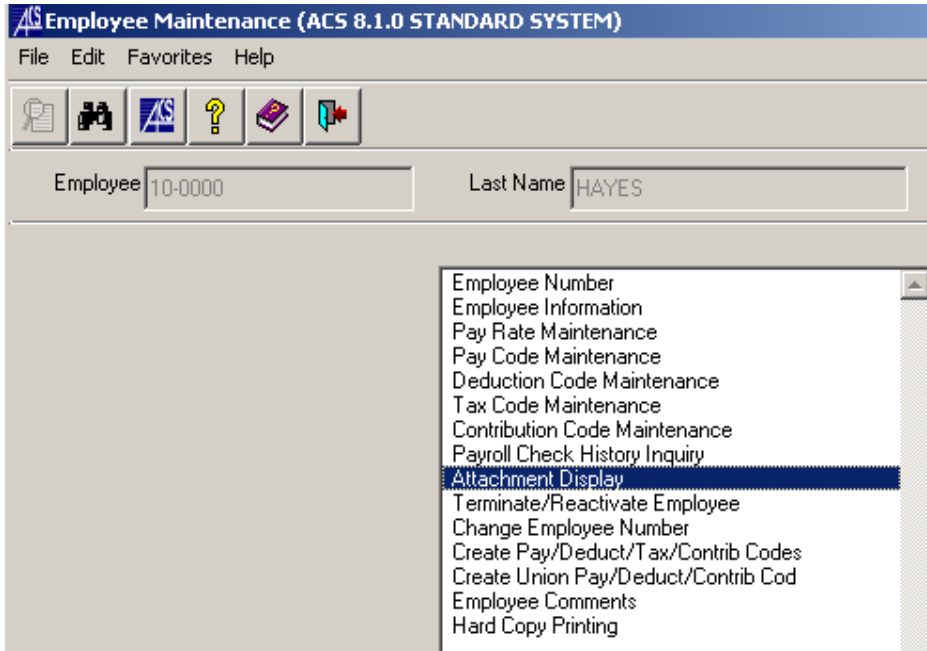 ACS Employee Maintenance (ACS 8.1.0 STANDARD SYSTEM)
File Edit Favorites Help
ACS ?
Employee 10-0000 Last Name HAYES
Employee Number
Employee Information
Pay Rate Maintenance
Pay Code Maintenance
Deduction Code Maintenance
Tax Code Maintenance
Contribution Code Maintenance
Payroll Check History Inquiry
Attachment Display
Terminate/Reactivate Employee
Change Employee Number
Create Pay/Deduct/Tax/Contrib Codes
Create Union Pay/Deduct/Contrib Cod
Employee Comments
Hard Copy Printing